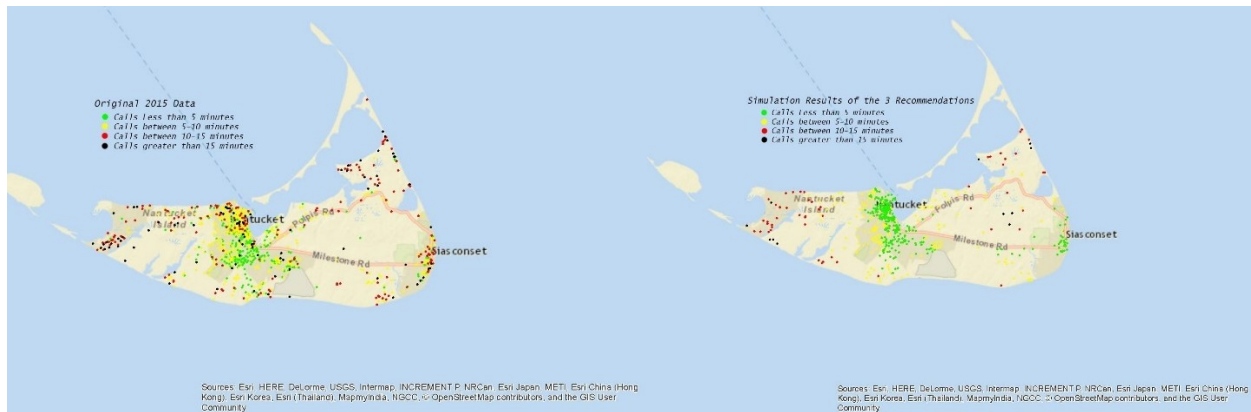 Original 2015 Data
Calls less than 5 minutes
Calls between 5-10 minutes
Calls between 10-15 minutes
Calls greater than 15 minutes
Nantucket
Island
Polpis Rd
Milestone Rd
Siasconset
Sources: Esri, HERE, DeLorme, USGS, Intermap, INCREMENT P, NRCan, Esri Japan, METI, Esri China (Hong
Kong), Esri Korea, Esri (Thailand), MapmyIndia, NGCC, © OpenStreetMap contributors, and the GIS User
Community
Simulation Results of the 3 Recommendations
Calls less than 5 minutes
Calls between 5-10 minutes
Calls between 10-15 minutes
Calls greater than 15 minutes
Nantucket
Island
Polpis Rd
Milestone Rd
Siasconset
Sources: Esri, HERE, DeLorme, USGS, Intermap, INCREMENT P, NRCan, Esri Japan, METI, Esri China (Hong
Kong), Esri Korea, Esri (Thailand), MapmyIndia, NGCC, © OpenStreetMap contributors, and the GIS User
Community